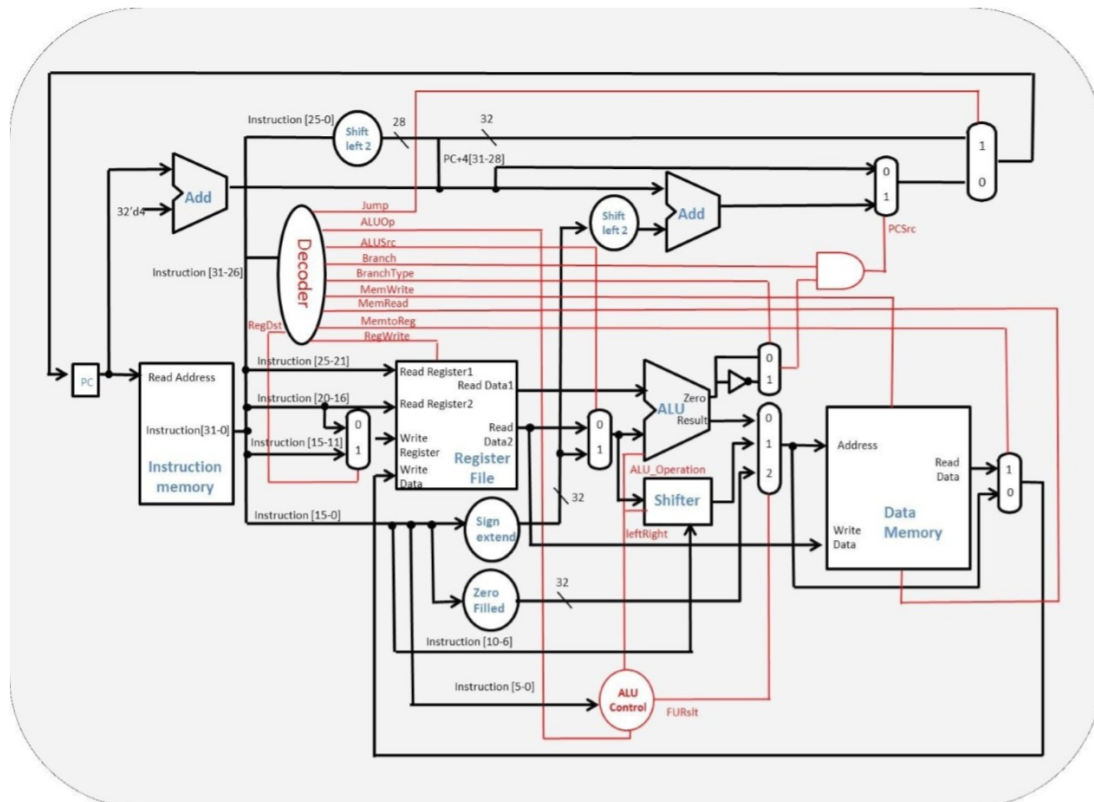 Instruction [25-0]
Shift
left 2
28
32
PC+4[31-28]
1
0
0
1
Add
32'd4
Add
Shift
left 2
Jump
ALUOp
ALUSrc
Branch
BranchType
MemWrite
MemRead
MemtoReg
RegWrite
RegDst
PCSrc
Decoder
Instruction [31-26]
PC
Read Address
Instruction[31-0]
Instruction
memory
Instruction [25-21]
Instruction [20-16]
Instruction [15-11]
0
1
Read Register1
Read Data1
Read Register2
Read
Data2
Write
Register
Write
Data
Register
File
0
1
Zero
ALU
Result
0
1
0
1
2
ALU_Operation
Shifter
leftRight
Address
Read
Data
Data
Memory
Write
Data
1
0
Instruction [15-0]
Sign
extend
32
Zero
Filled
32
Instruction [10-6]
Instruction [5-0]
ALU
Control
FURslt